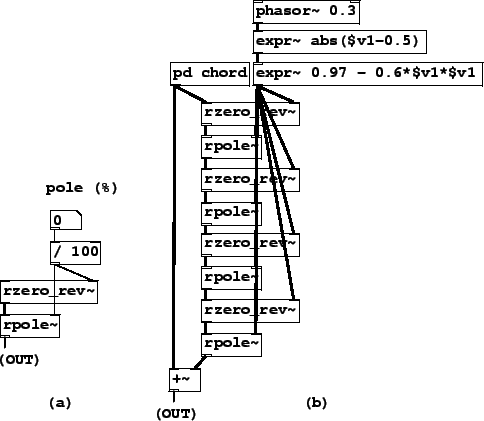 phasor~ 0.3
expr~ abs($v1-0.5)
pd chord
expr~ 0.97 - 0.6*$v1*$v1
rzero_rev~
rpole~
rzero_rev~
rpole~
rzero_rev~
rpole~
rzero_rev~
rpole~
+~
(OUT)
(b)
pole (%)
0
/ 100
rzero_rev~
rpole~
(OUT)
(a)